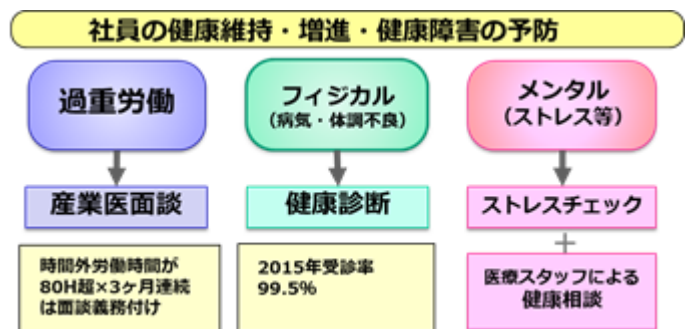 社員の健康維持・増進・健康障害の予防
過重労働
フィジカル
（病気・体調不良）
メンタル
（ストレス等）
産業医面談
健康診断
ストレスチェック
時間外労働時間が
80H超×3ヶ月連続
は面談義務付け
2015年受診率
99.5%
＋
医療スタッフによる
健康相談